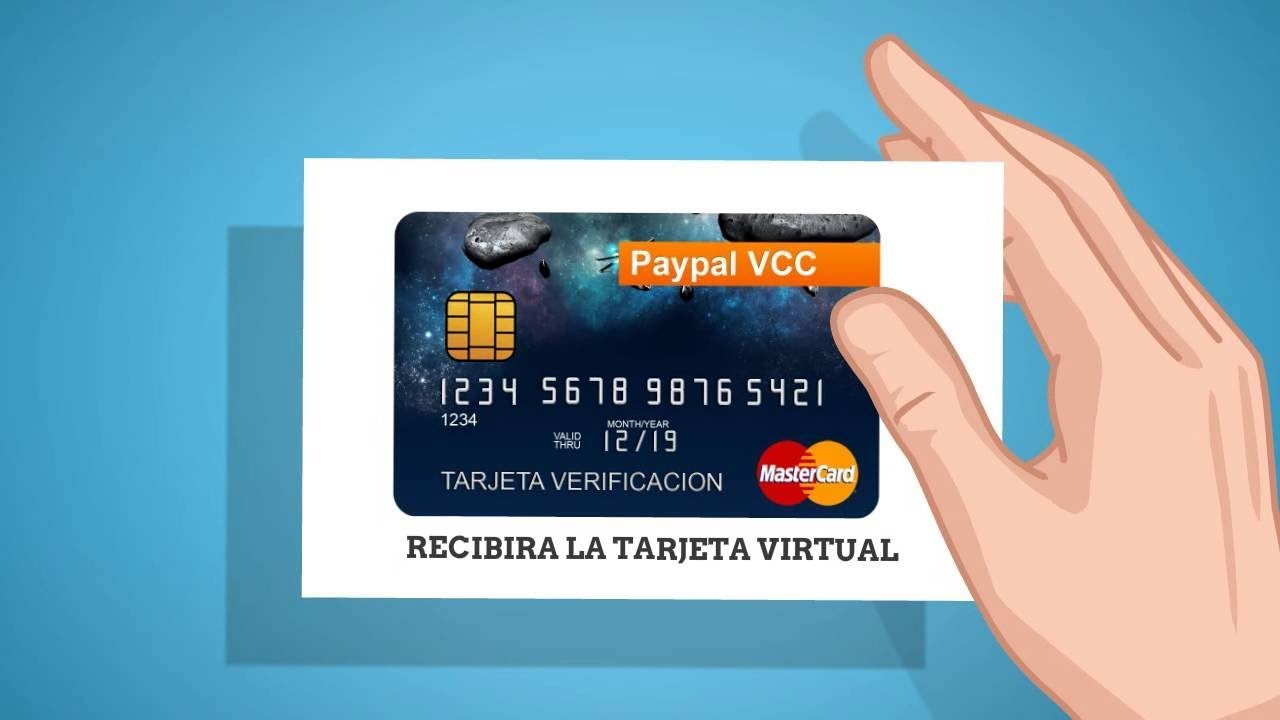 Paypal VCC
1234 5678 9876 5421
1234
MONTH/YEAR
VALID
THRU
12/19
TARJETA VERIFICACION
MasterCard
RECIBIRA LA TARJETA VIRTUAL